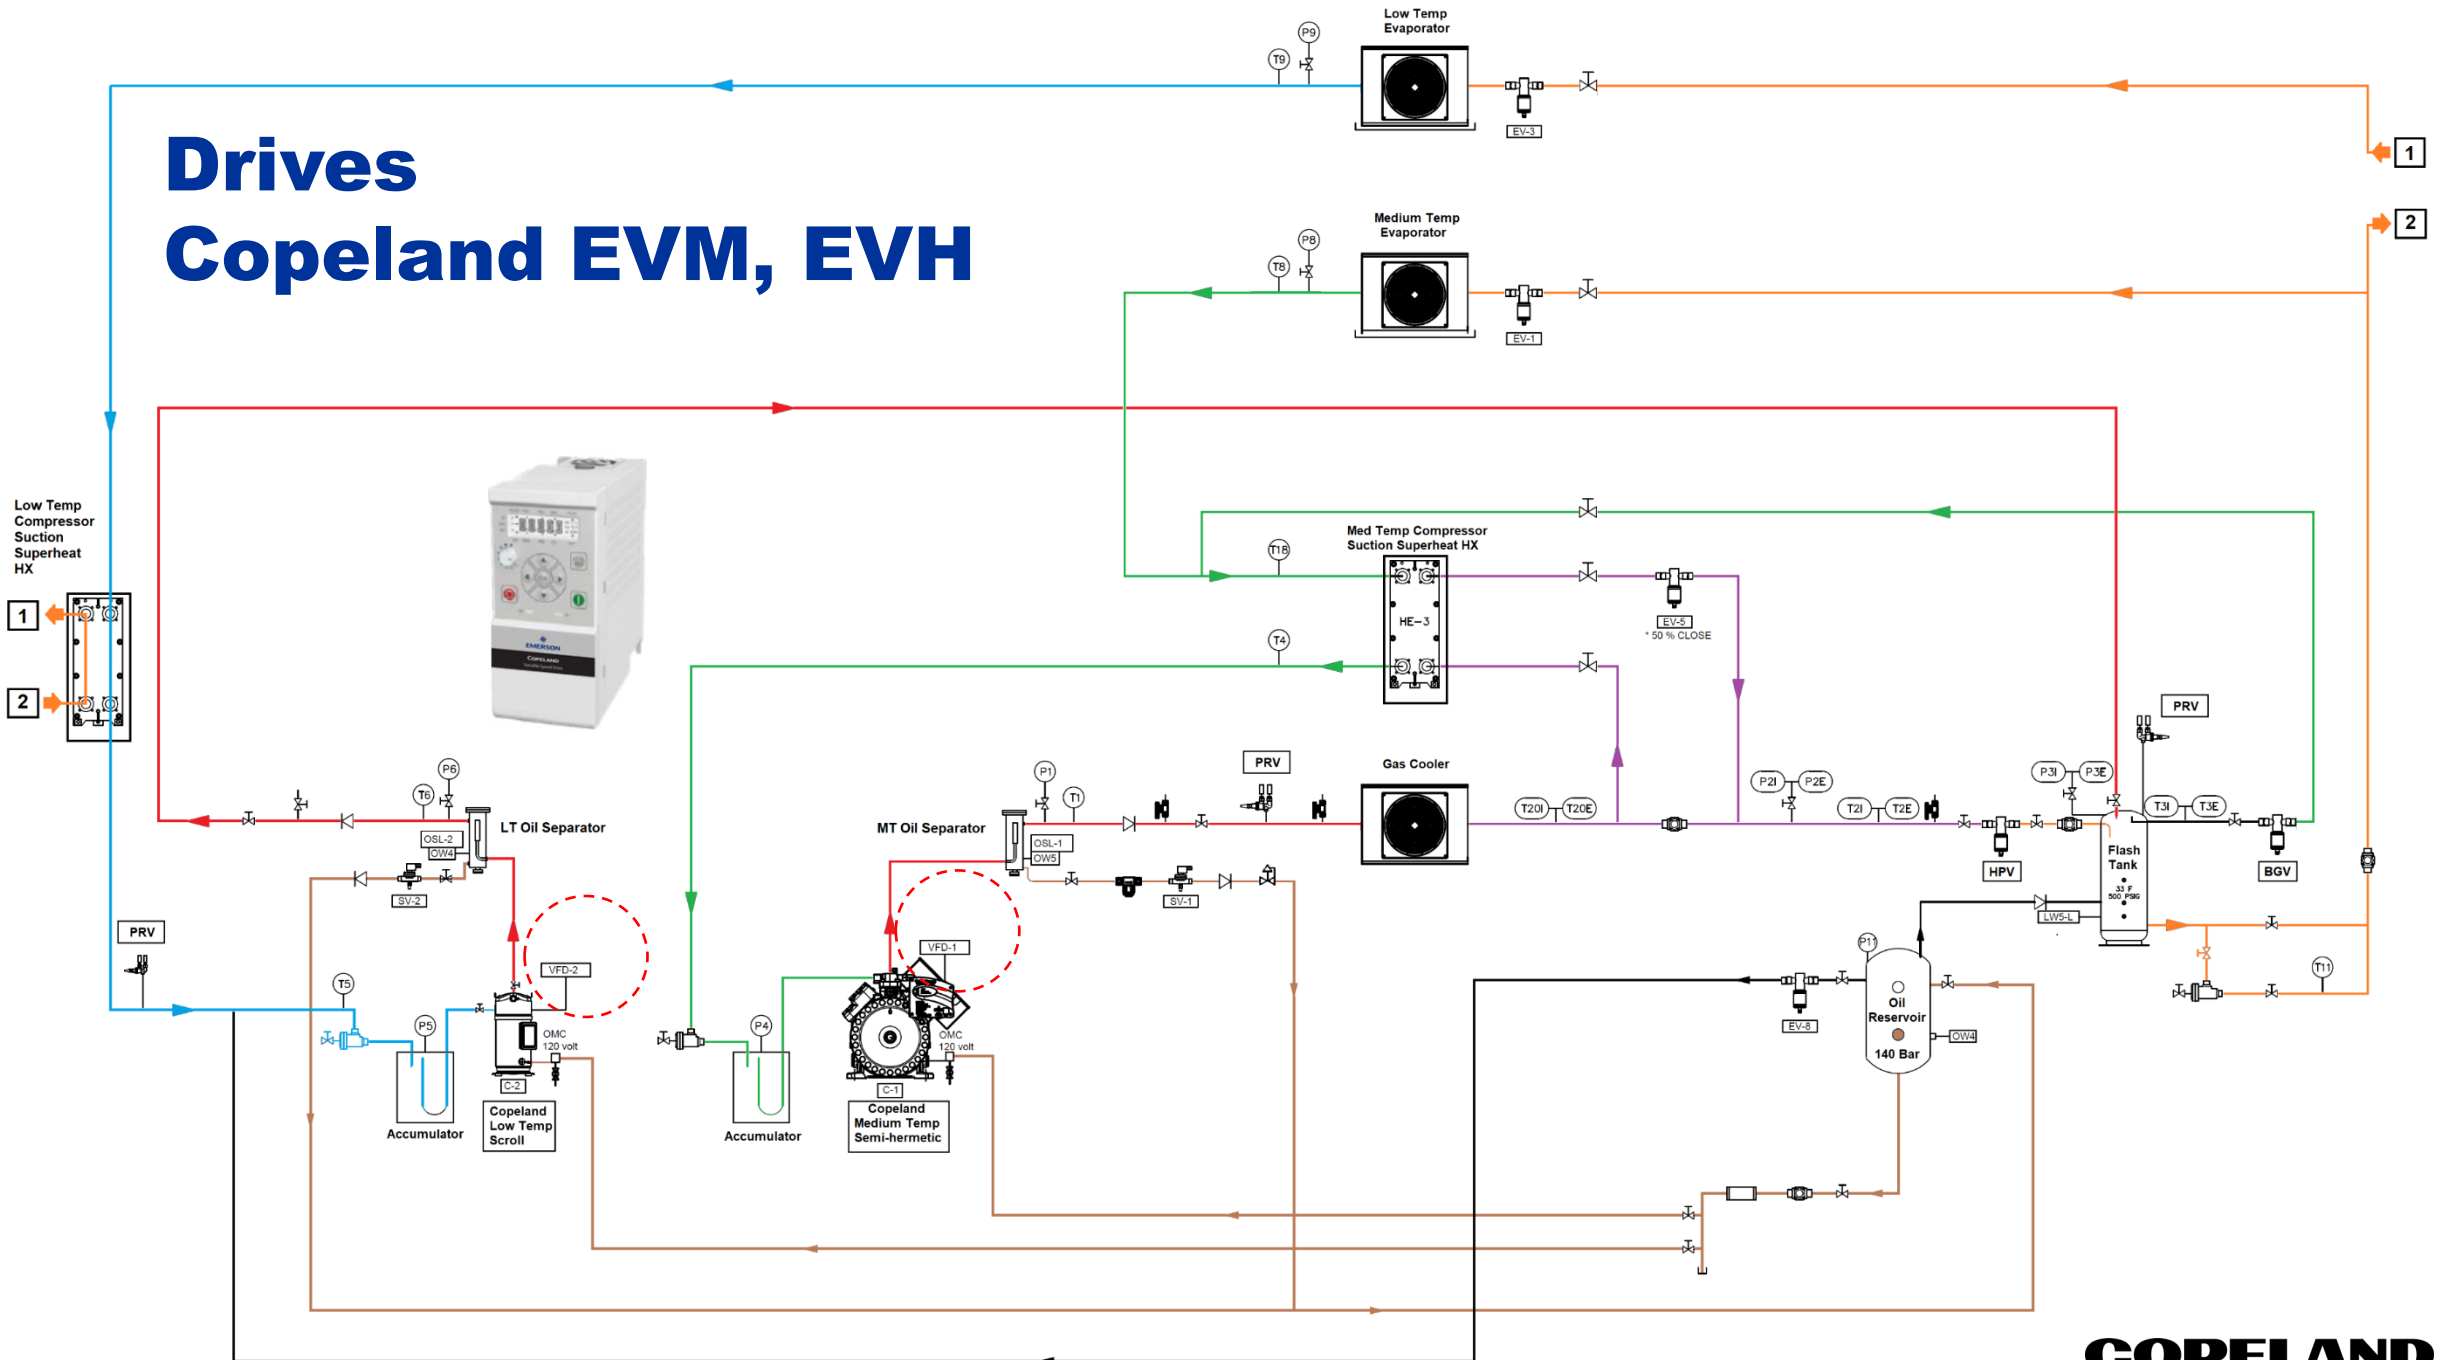 Low Temp
Evaporator
P9
T9
EV-3
1
Drives
Copeland EVM, EVH
Medium Temp
Evaporator
P8
T8
EV-1
2
Low Temp
Compressor
Suction
Superheat
HX
1
2
EMERSON
COPELAND
Med Temp Compressor
Suction Superheat HX
T18
HE-3
EV-5
* 50 % CLOSE
T4
PRV
P6
T6
LT Oil Separator
OSL-2
OW4
SV-2
P1
T1
PRV
MT Oil Separator
OSL-1
OW5
SV-1
Gas Cooler
T20I
T20E
P2I
P2E
T2I
T2E
P3I
P3E
T3I
T3E
HPV
BGV
Flash
Tank
33 F
500 PSIG
LW5-L
PRV
T5
VFD-2
VFD-1
P11
T11
P5
OMC
120 volt
C-2
P4
OMC
120 volt
C-1
EV-8
Oil
Reservoir
140 Bar
OW4
Accumulator
Copeland
Low Temp
Scroll
Accumulator
Copeland
Medium Temp
Semi-hermetic
COPELAND